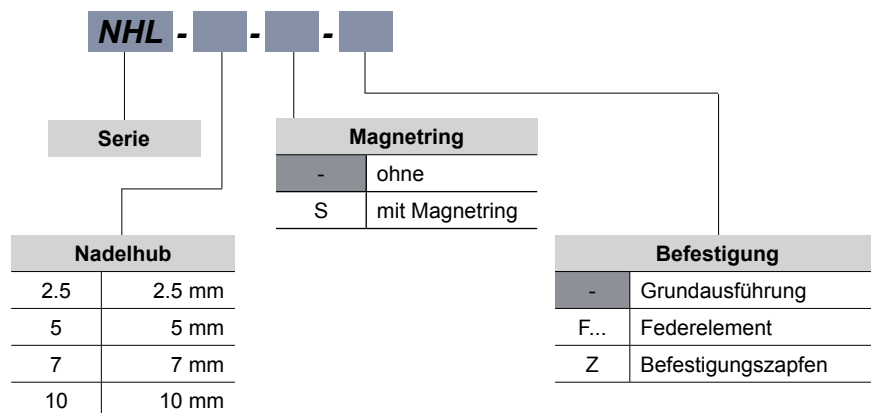 NHL - - -
Serie
Magnetring
- ohne
S mit Magnetring
Nadelhub
2.5 2.5 mm
5 5 mm
7 7 mm
10 10 mm
Befestigung
- Grundausführung
F... Federelement
Z Befestigungszapfen